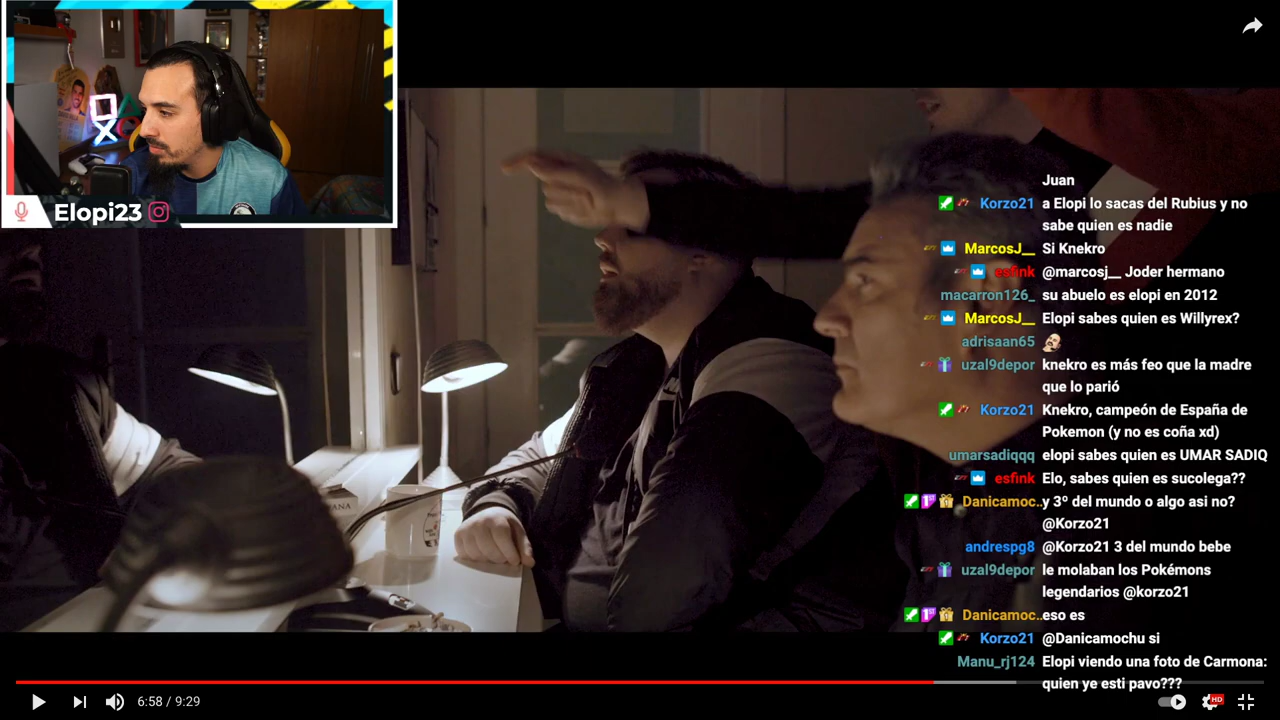 Elopi23
Juan
Korzo21 a Elopi lo sacas del Rubius y no
sabe quien es nadie
MarcosJ__ Si Knekro
esfink @marcosj__ Joder hermano
macarron126_ su abuelo es elopi en 2012
MarcosJ__ Elopi sabes quien es Willyrex?
adrisaan65
uzal9depor knekro es más feo que la madre
que lo parió
Korzo21 Knekro, campeón de España de
Pokemon (y no es coña xd)
umarsadiqqq elopi sabes quien es UMAR SADIQ
esfink Elo, sabes quien es sucolega??
Danicamoc.. y 3º del mundo o algo asi no?
@Korzo21
andrespg8 @Korzo21 3 del mundo bebe
uzal9depor le molaban los Pokémons
legendarios @korzo21
Danicamoc.. eso es
Korzo21 @Danicamochu si
Manu_rj124 Elopi viendo una foto de Carmona:
quien ye esti pavo???
6:58 / 9:29
HD